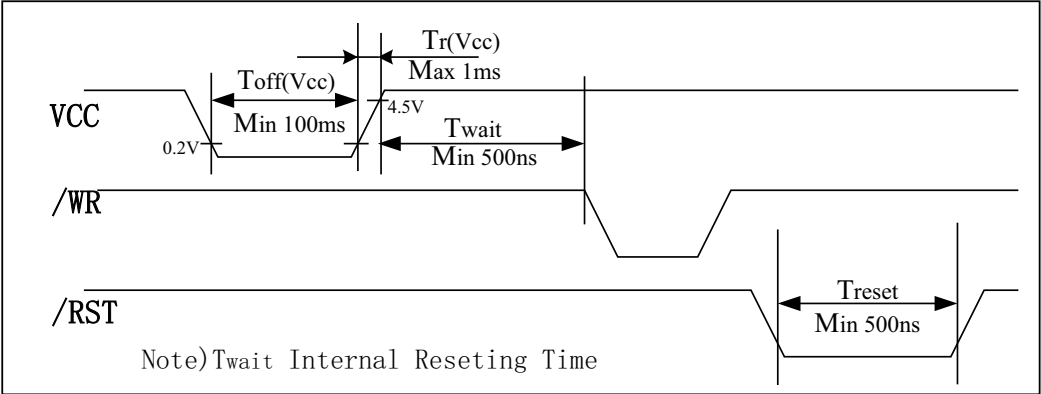 Tr(Vcc)
Max 1ms
Toff(Vcc)
VCC
Min 100ms
4.5V
0.2V
Twait
Min 500ns
/WR
Treset
/RST
Min 500ns
Note)Twait Internal Reseting Time